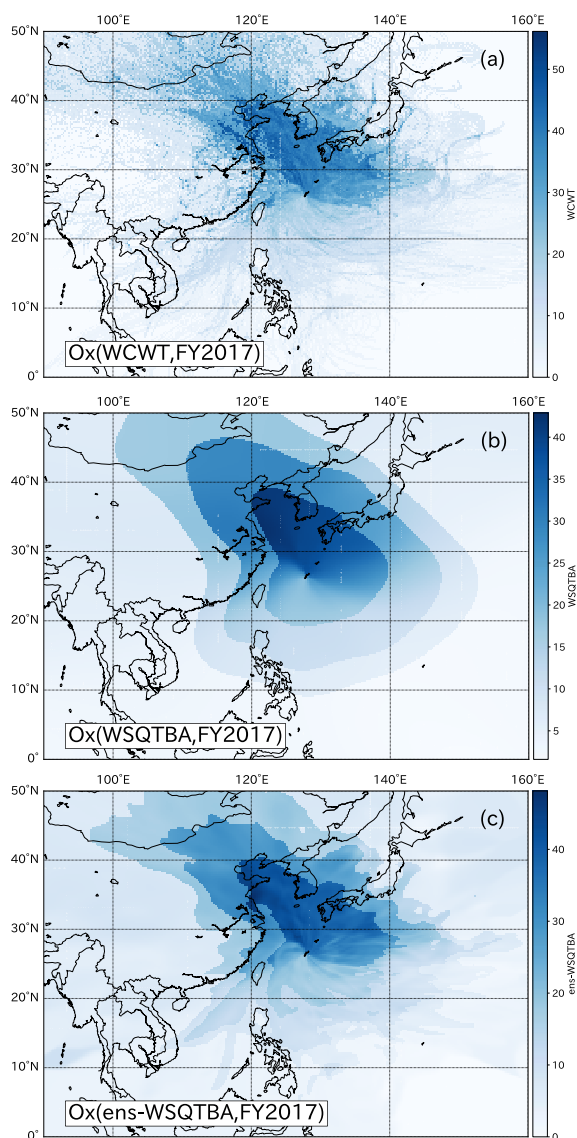 100°E 120°E 140°E 160°E
50°N
(a)
50
40°N
40
30°N
30
WCWT
20°N
20
10°N
10
Ox(WCWT,FY2017)
0°
0
100°E 120°E 140°E 160°E
50°N
(b)
40
40°N
35
30
30°N
25
WSQTBA
20°N
20
15
10°N
10
Ox(WSQTBA,FY2017)
5
0°
100°E 120°E 140°E 160°E
50°N
(c)
40
40°N
30°N
30
ens-WSQTBA
20°N
20
10°N
10
Ox(ens-WSQTBA,FY2017)
0°
0